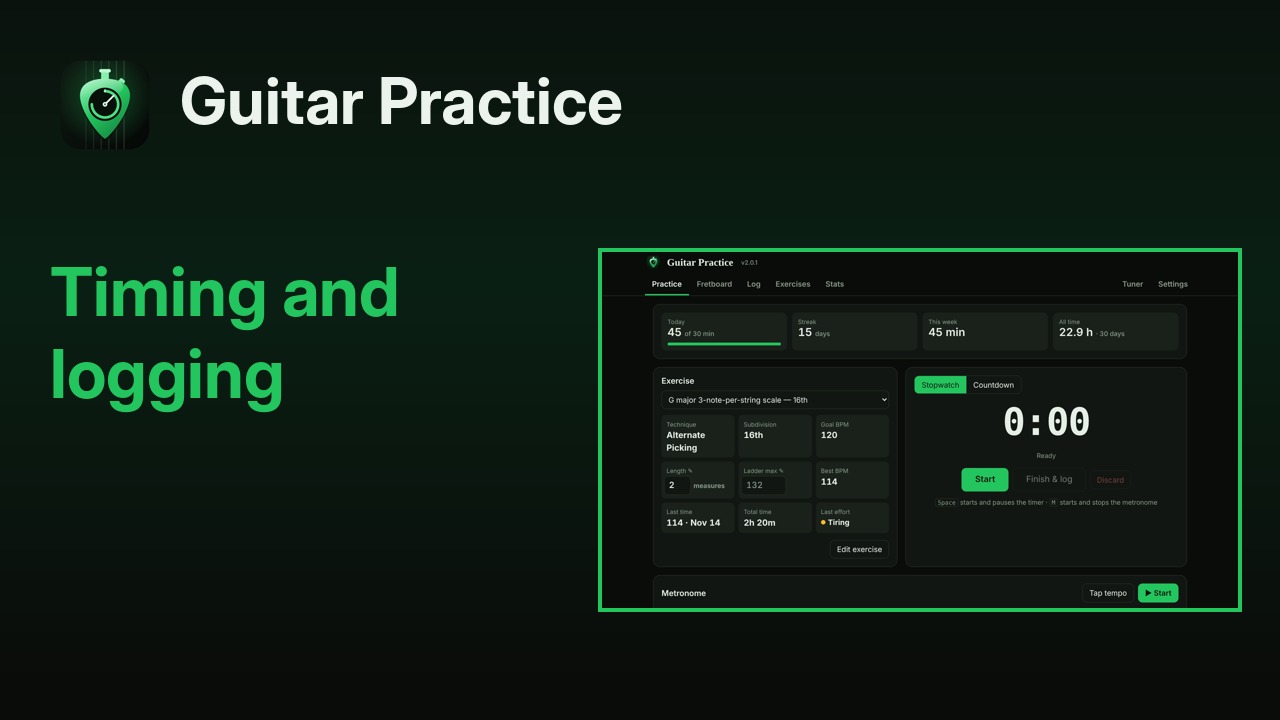 Guitar Practice
Timing and
logging
Guitar Practice v2.0.1
Practice Fretboard Log Exercises Stats Tuner Settings
Today
45 of 30 min
Streak
15 days
This week
45 min
All time
22.9 h · 30 days
Exercise
G major 3-note-per-string scale — 16th
Technique
Alternate
Picking
Subdivision
16th
Goal BPM
120
Length ✎
2 measures
Ladder max ✎
132
Best BPM
114
Last time
114 · Nov 14
Total time
2h 20m
Last effort
Tiring
Edit exercise
Stopwatch Countdown
0:00
Ready
Start Finish & log Discard
Space starts and pauses the timer · M starts and stops the metronome
Metronome
Tap tempo
▶ Start